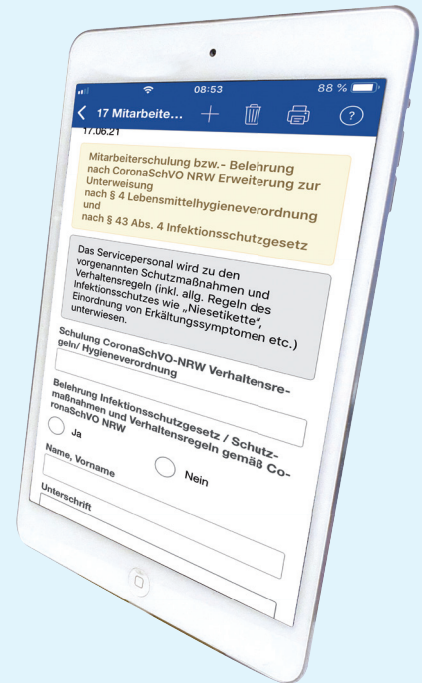 08:53
88 %
17 Mitarbeite...
?
17.06.21
Mitarbeiterschulung bzw.- Belehrung
nach CoronaSchVO NRW Erweiterung zur
Unterweisung
nach § 4 Lebensmittelhygieneverordnung
und
nach § 43 Abs. 4 Infektionsschutzgesetz
Das Servicepersonal wird zu den
vorgenannten Schutzmaßnahmen und
Verhaltensregeln (inkl. allg. Regeln des
Infektionsschutzes wie „Niesetikette",
Einordnung von Erkältungssymptomen etc.)
unterwiesen.
Schulung CoronaSchVO-NRW Verhaltensre-
geln/ Hygieneverordnung
Belehrung Infektionsschutzgesetz / Schutz-
maßnahmen und Verhaltensregeln gemäß Co-
ronaSchVO NRW
Ja
Nein
Name, Vorname
Unterschrift